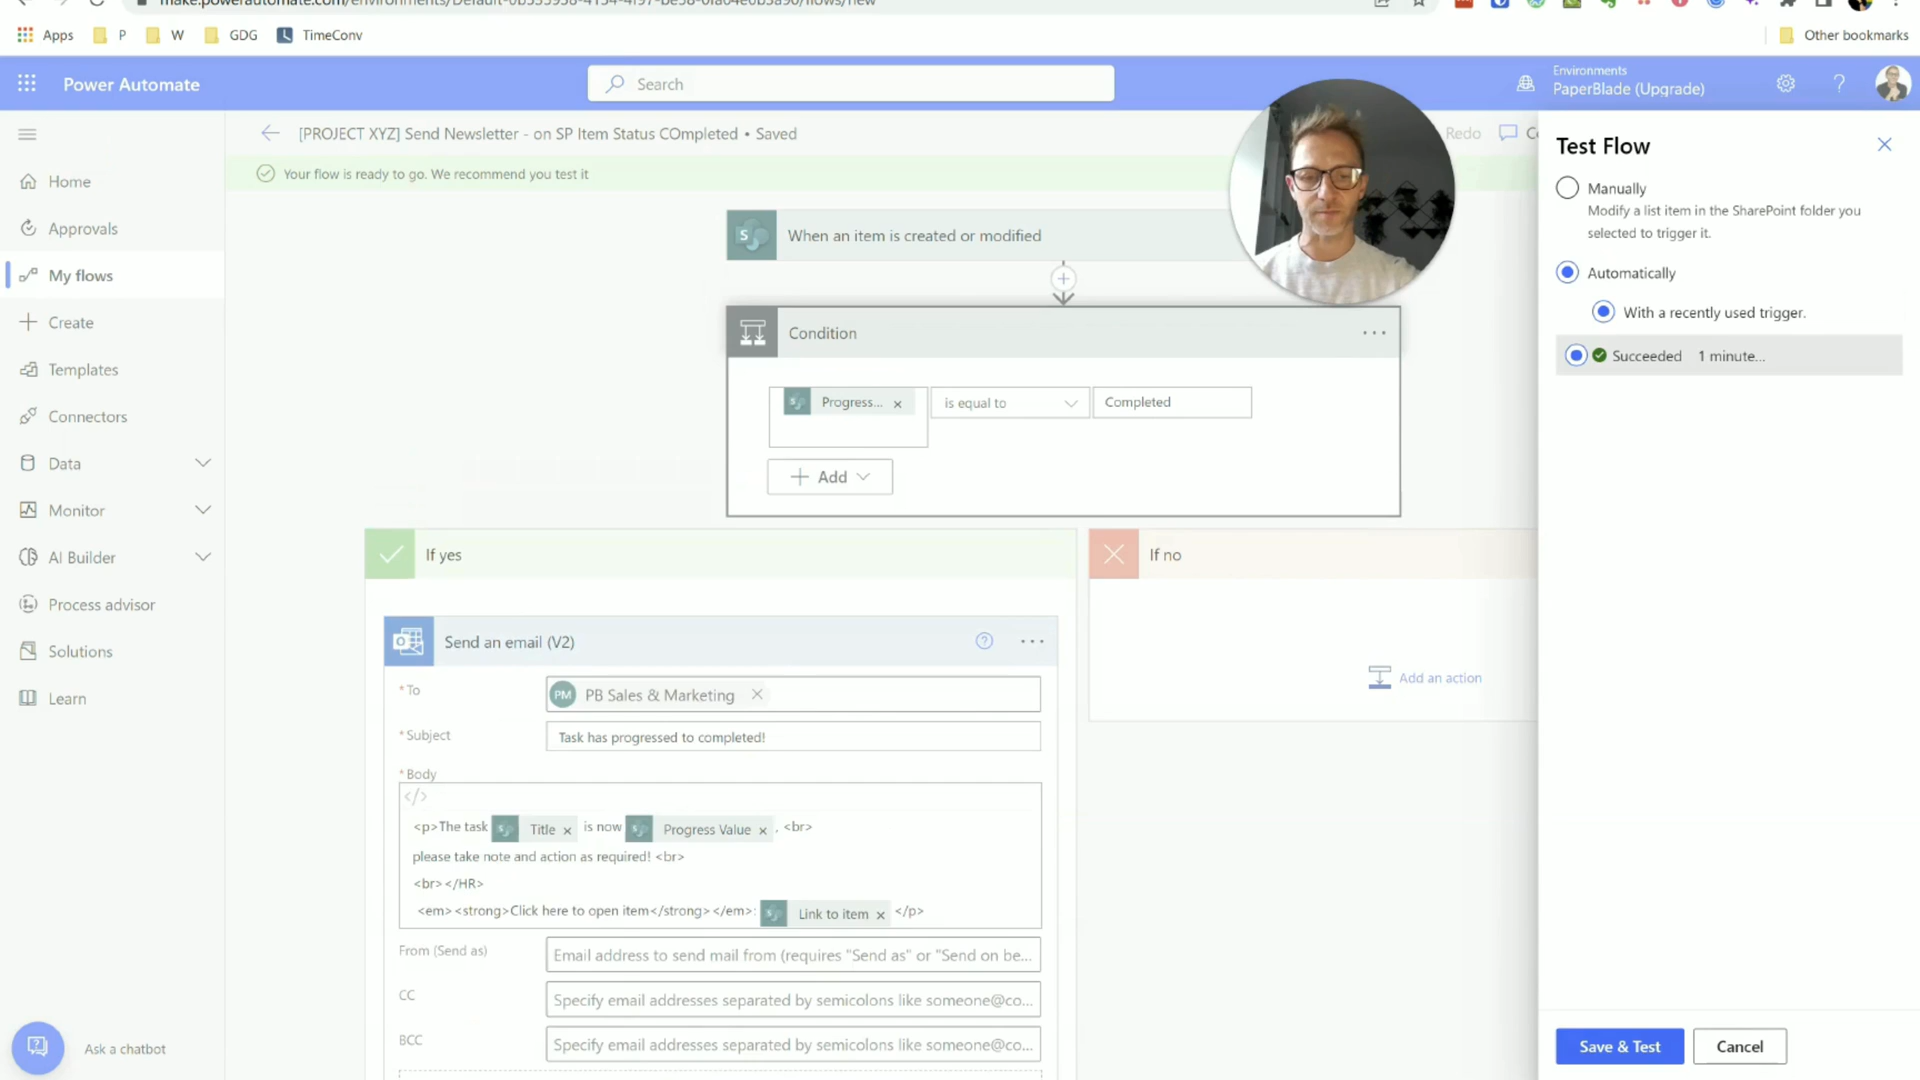 make.powerautomate.com/environments/Default-
Apps
P
W
GDG
TimeConv
Other bookmarks
Power Automate
Search
Environments
PaperBlade (Upgrade)
?
[PROJECT XYZ] Send Newsletter - on SP Item Status COmpleted • Saved
Redo
Your flow is ready to go. We recommend you test it
Home
Approvals
My flows
Create
Templates
Connectors
Data
Monitor
AI Builder
Process advisor
Solutions
Learn
Ask a chatbot
When an item is created or modified
Condition
Progress...
is equal to
Completed
Add
If yes
If no
Add an action
Send an email (V2)
* To
PM PB Sales & Marketing
* Subject
Task has progressed to completed!
* Body
</>
<p>The task Title is now Progress Value . <br>
please take note and action as required! <br>
<br> </HR>
<em> <strong>Click here to open item</strong> </em>: Link to item </p>
From (Send as)
Email address to send mail from (requires "Send as" or "Send on be...
CC
Specify email addresses separated by semicolons like someone@co...
BCC
Specify email addresses separated by semicolons like someone@co...
Test Flow
Manually
Modify a list item in the SharePoint folder you
selected to trigger it.
Automatically
With a recently used trigger.
Succeeded 1 minute...
Save & Test
Cancel